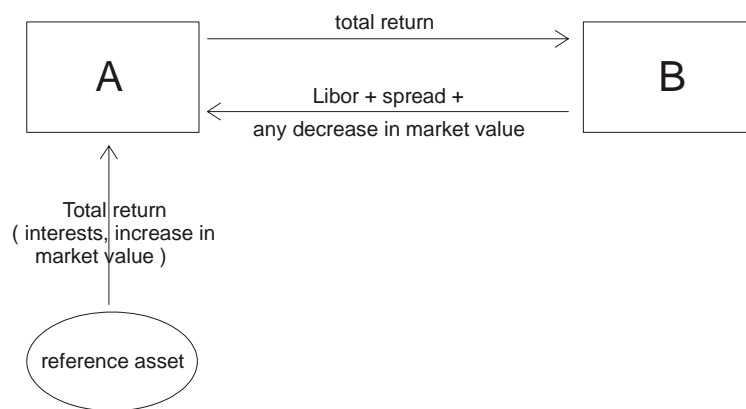 total return
A
B
Libor + spread +
any decrease in market value
Total return
( interests, increase in
market value )
reference asset